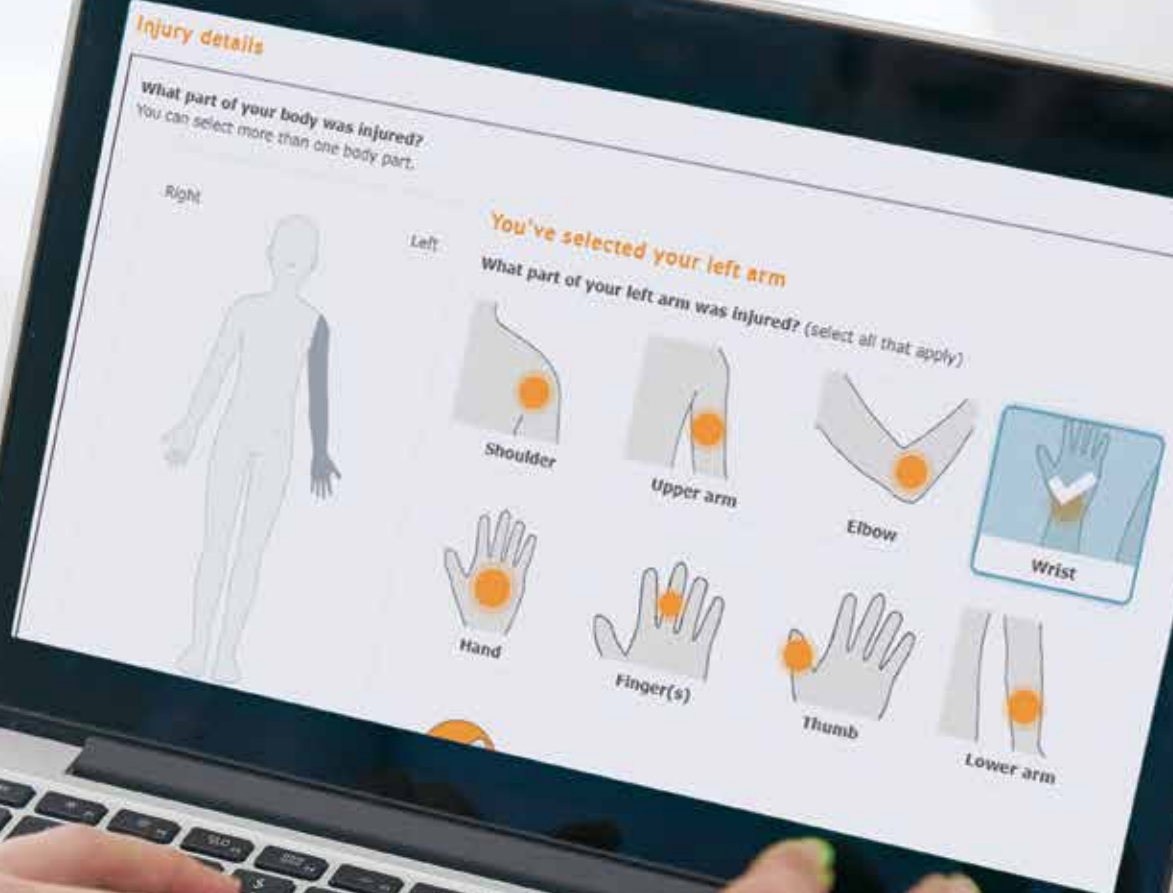 Injury details
What part of your body was injured?
You can select more than one body part.
Right
Left
You've selected your left arm
What part of your left arm was injured? (select all that apply)
Shoulder
Upper arm
Elbow
Wrist
Hand
Finger(s)
Thumb
Lower arm
$